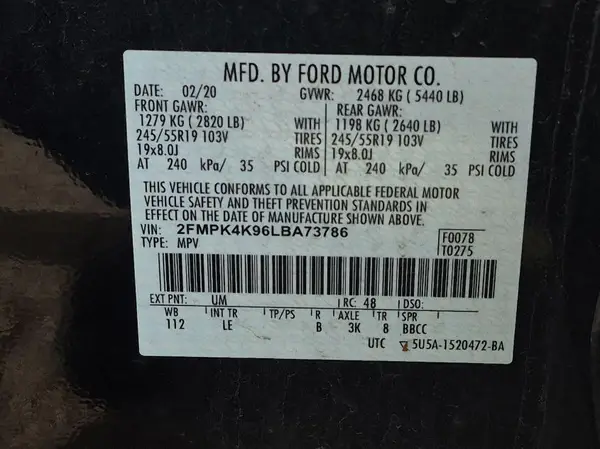 MFD. BY FORD MOTOR CO.
DATE: 02/20 GVWR: 2468 KG ( 5440 LB)
FRONT GAWR: REAR GAWR:
1279 KG ( 2820 LB) WITH 1198 KG ( 2640 LB) WITH
245/55R19 103V TIRES 245/55R19 103V TIRES
19x8.0J RIMS 19x8.0J RIMS
AT 240 kPa/ 35 PSI COLD AT 240 kPa/ 35 PSI COLD
THIS VEHICLE CONFORMS TO ALL APPLICABLE FEDERAL MOTOR
VEHICLE SAFETY AND THEFT PREVENTION STANDARDS IN
EFFECT ON THE DATE OF MANUFACTURE SHOWN ABOVE.
VIN: 2FMPK4K96LBA73786 F0078
TYPE: MPV T0275
EXT PNT: UM RC: 48 DSO:
WB INT TR TP/PS R AXLE TR SPR
112 LE B 3K 8 BBCC
UTC 5U5A-1520472-BA